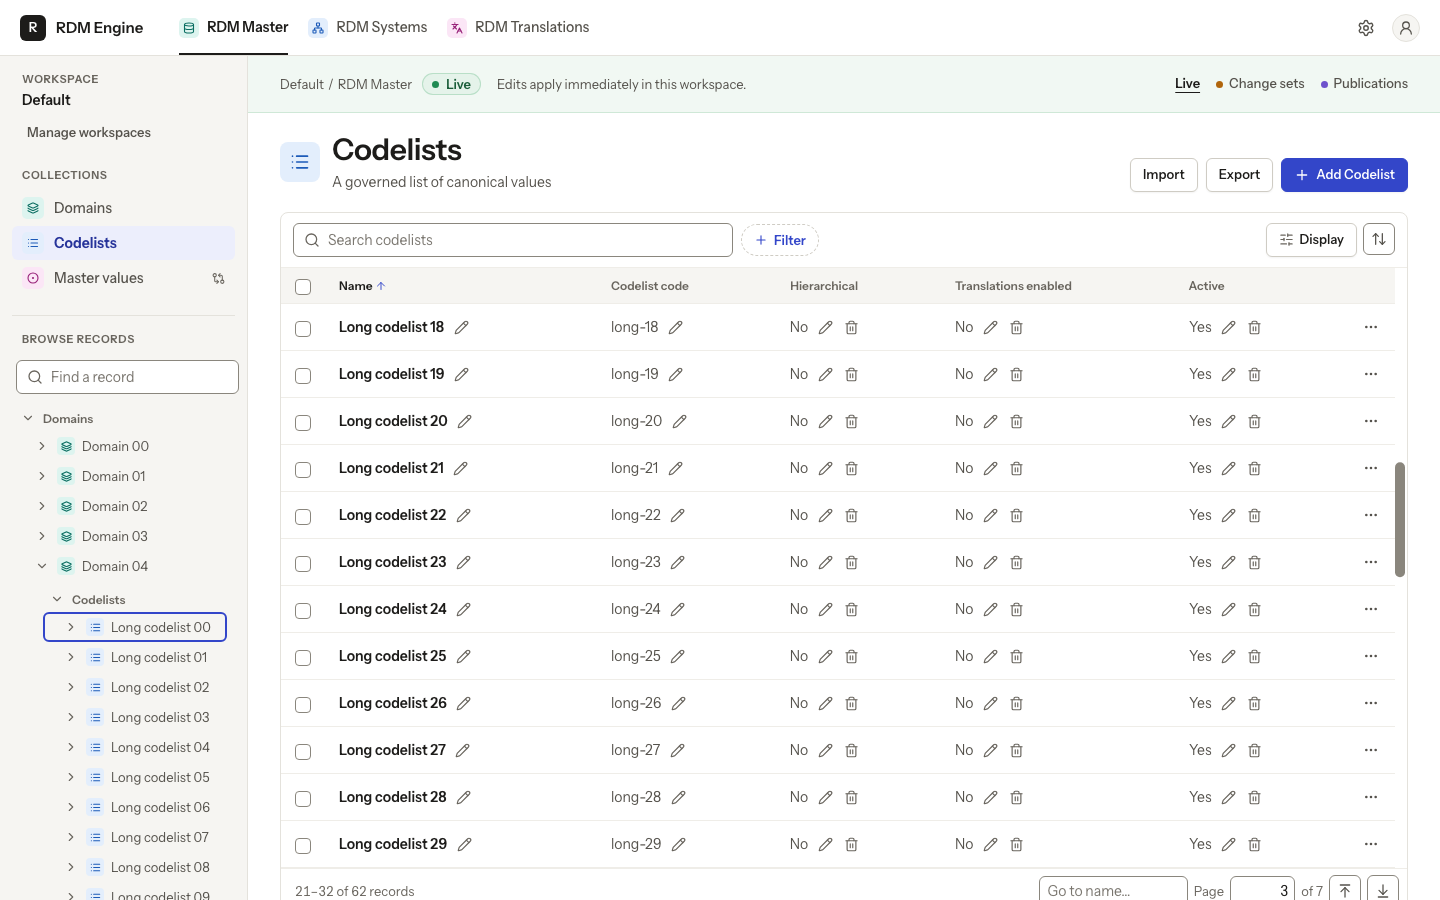 R RDM Engine RDM Master RDM Systems RDM Translations
WORKSPACE
Default
Manage workspaces
COLLECTIONS
Domains
Codelists
Master values
BROWSE RECORDS
Find a record
Domains
Domain 00
Domain 01
Domain 02
Domain 03
Domain 04
Codelists
Long codelist 00
Long codelist 01
Long codelist 02
Long codelist 03
Long codelist 04
Long codelist 05
Long codelist 06
Long codelist 07
Long codelist 08
Long codelist 09
Default / RDM Master Live Edits apply immediately in this workspace. Live Change sets Publications
Codelists
A governed list of canonical values
Import Export + Add Codelist
Search codelists + Filter Display
Name Codelist code Hierarchical Translations enabled Active
Long codelist 18 long-18 No No Yes
Long codelist 19 long-19 No No Yes
Long codelist 20 long-20 No No Yes
Long codelist 21 long-21 No No Yes
Long codelist 22 long-22 No No Yes
Long codelist 23 long-23 No No Yes
Long codelist 24 long-24 No No Yes
Long codelist 25 long-25 No No Yes
Long codelist 26 long-26 No No Yes
Long codelist 27 long-27 No No Yes
Long codelist 28 long-28 No No Yes
Long codelist 29 long-29 No No Yes
21–32 of 62 records Go to name... Page 3 of 7